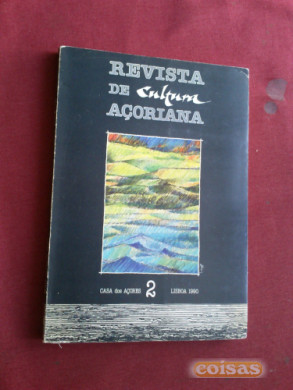 REVISTA
DE Cultura
AÇORIANA
CASA dos AÇORES 2 LISBOA 1990
coisas